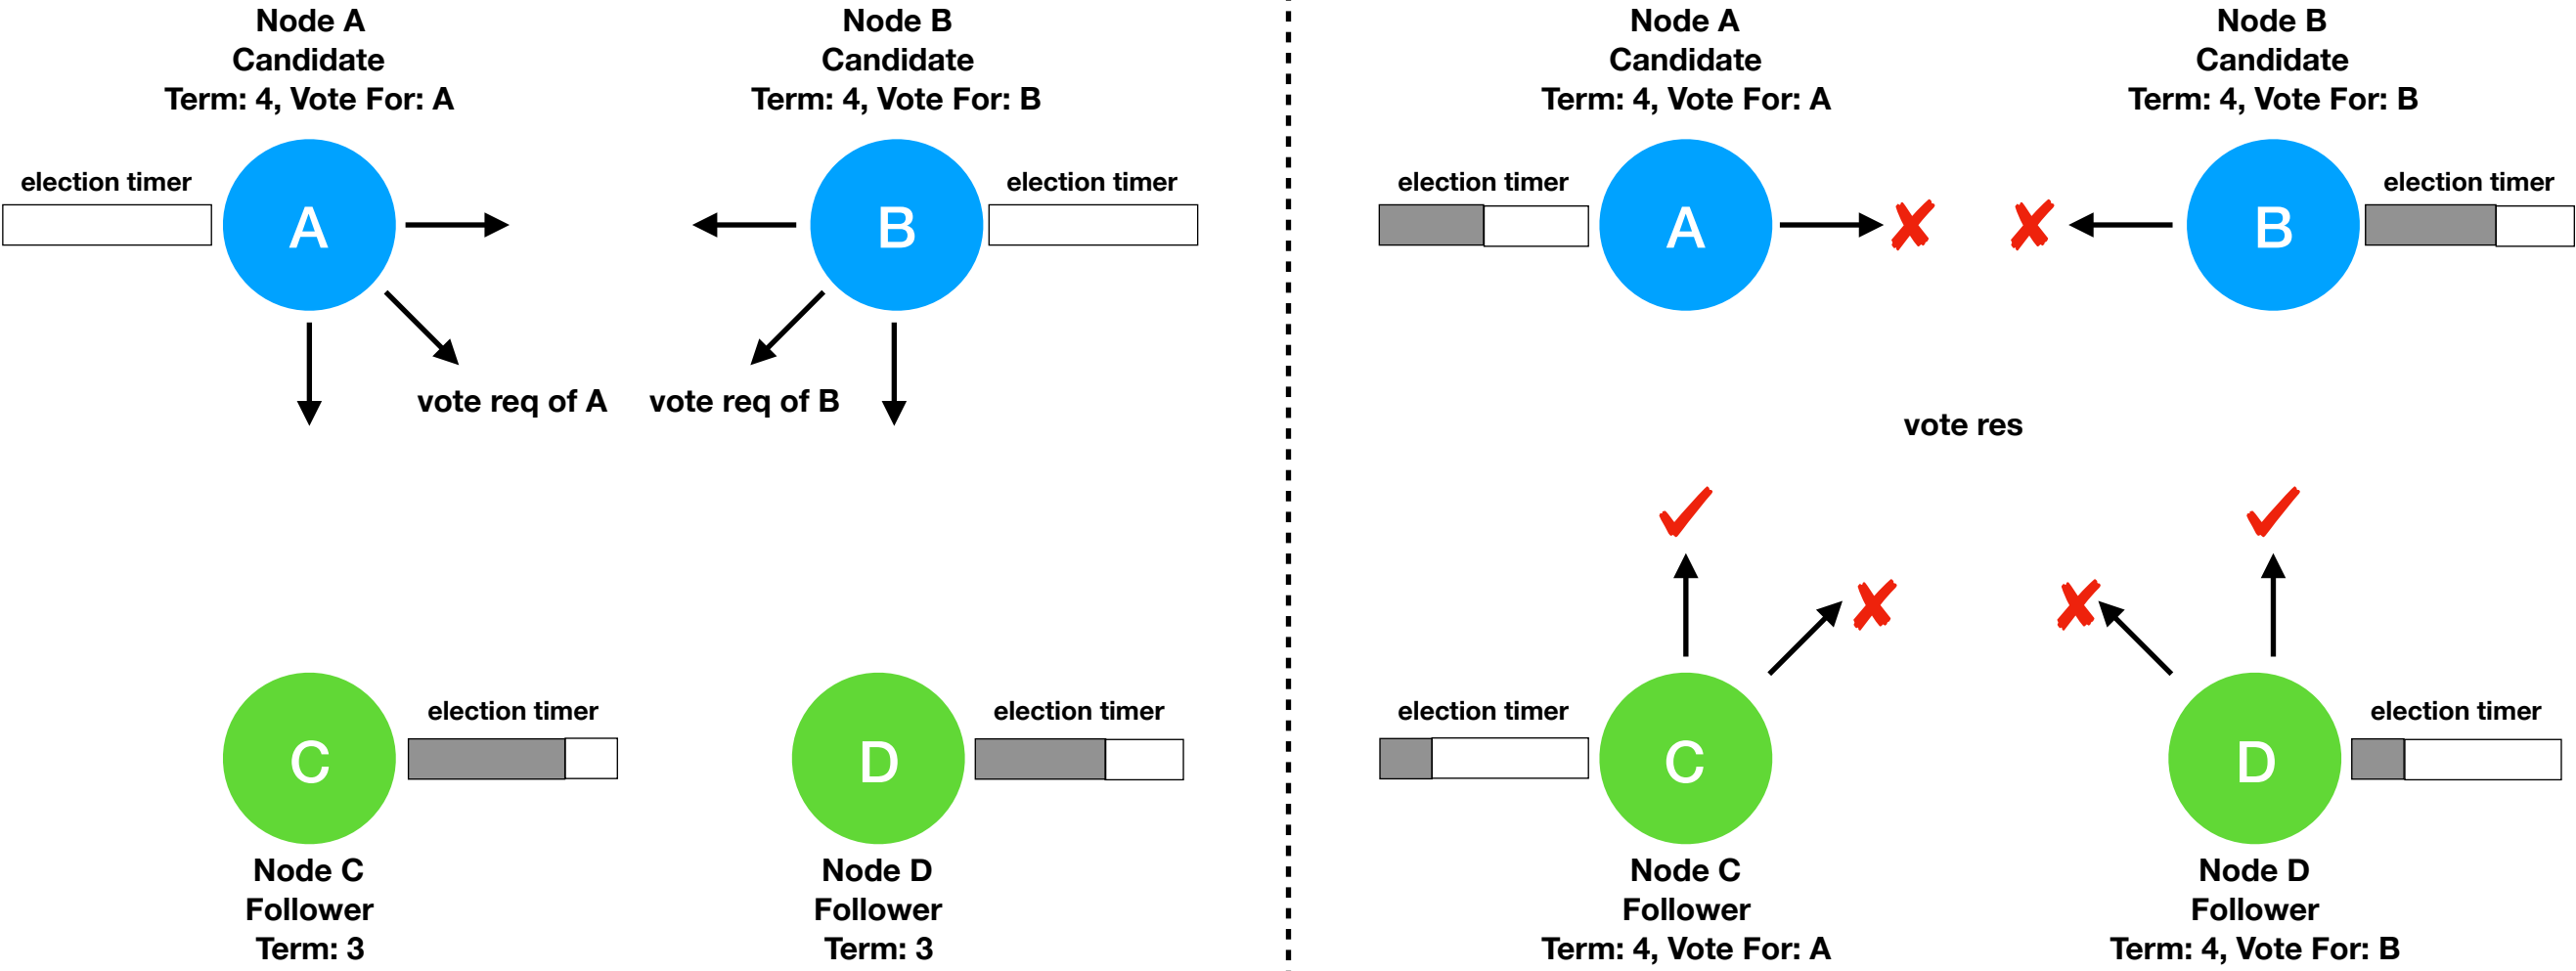 Node A
Candidate
Term: 4, Vote For: A
election timer
A
Node B
Candidate
Term: 4, Vote For: B
B
election timer
vote req of A
vote req of B
C
election timer
Node C
Follower
Term: 3
D
election timer
Node D
Follower
Term: 3
Node A
Candidate
Term: 4, Vote For: A
election timer
A
Node B
Candidate
Term: 4, Vote For: B
B
election timer
vote res
election timer
C
Node C
Follower
Term: 4, Vote For: A
D
election timer
Node D
Follower
Term: 4, Vote For: B